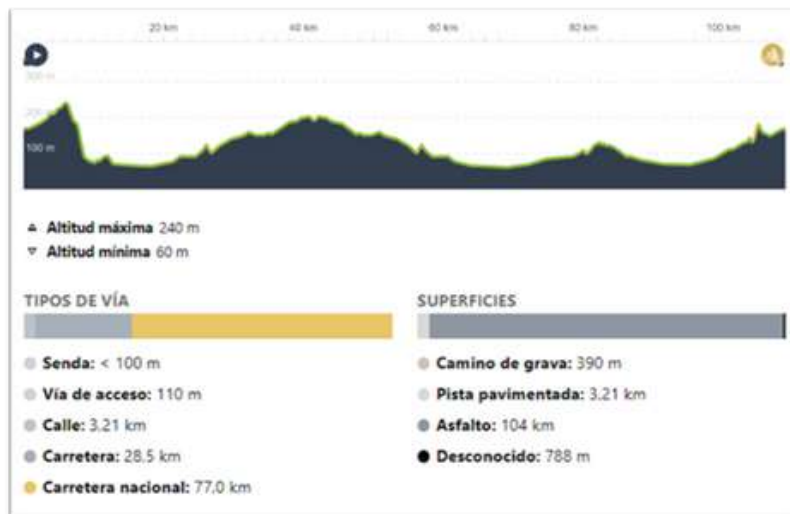 20 km 40 km 60 km 80 km 100 km
300 m
200 m
100 m
Altitud máxima 240 m
Altitud mínima 60 m
TIPOS DE VÍA
Senda: < 100 m
Vía de acceso: 110 m
Calle: 3,21 km
Carretera: 28,5 km
Carretera nacional: 77,0 km
SUPERFICIES
Camino de grava: 390 m
Pista pavimentada: 3,21 km
Asfalto: 104 km
Desconocido: 788 m